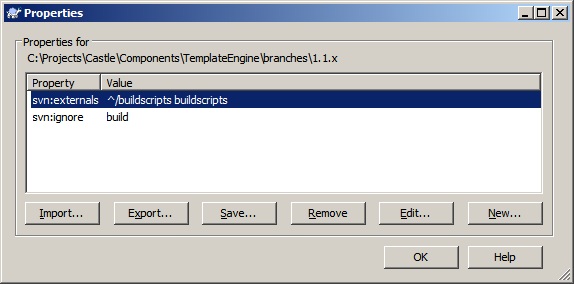 Properties
Properties for
C:\Projects\Castle\Components\TemplateEngine\branches\1.1.x
Property Value
svn:externals ^/buildscripts buildscripts
svn:ignore build
Import... Export... Save... Remove Edit... New...
OK Help